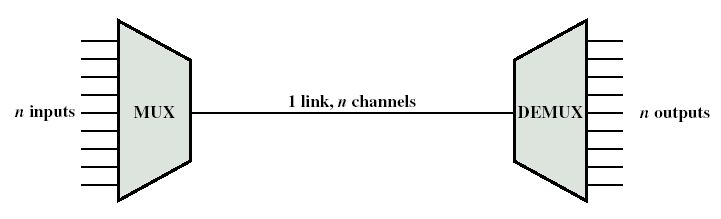 n inputs
MUX
1 link, n channels
DEMUX
n outputs